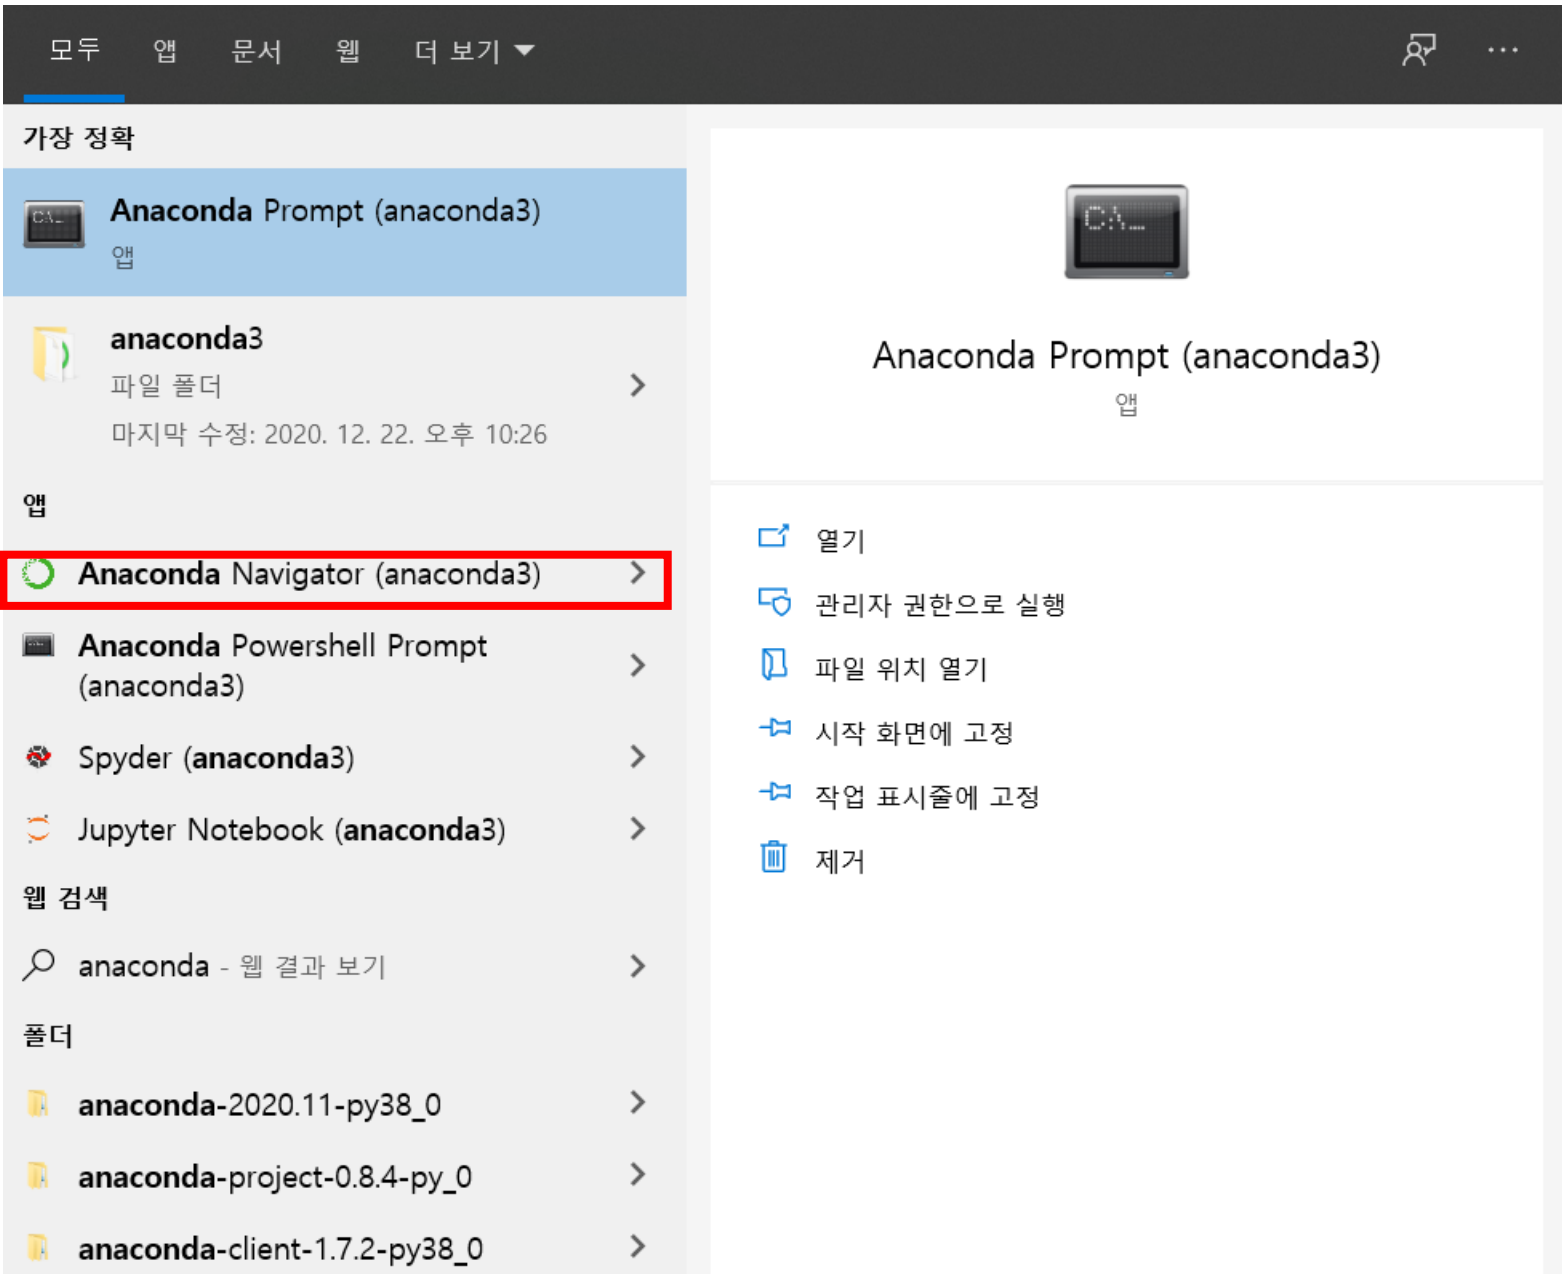 모두 앱 문서 웹 더 보기
가장 정확
Anaconda Prompt (anaconda3)
앱
anaconda3
파일 폴더
마지막 수정: 2020. 12. 22. 오후 10:26
앱
Anaconda Navigator (anaconda3)
Anaconda Powershell Prompt
(anaconda3)
Spyder (anaconda3)
Jupyter Notebook (anaconda3)
웹 검색
anaconda - 웹 결과 보기
폴더
anaconda-2020.11-py38_0
anaconda-project-0.8.4-py_0
anaconda-client-1.7.2-py38_0
C:\_
Anaconda Prompt (anaconda3)
앱
열기
관리자 권한으로 실행
파일 위치 열기
시작 화면에 고정
작업 표시줄에 고정
제거